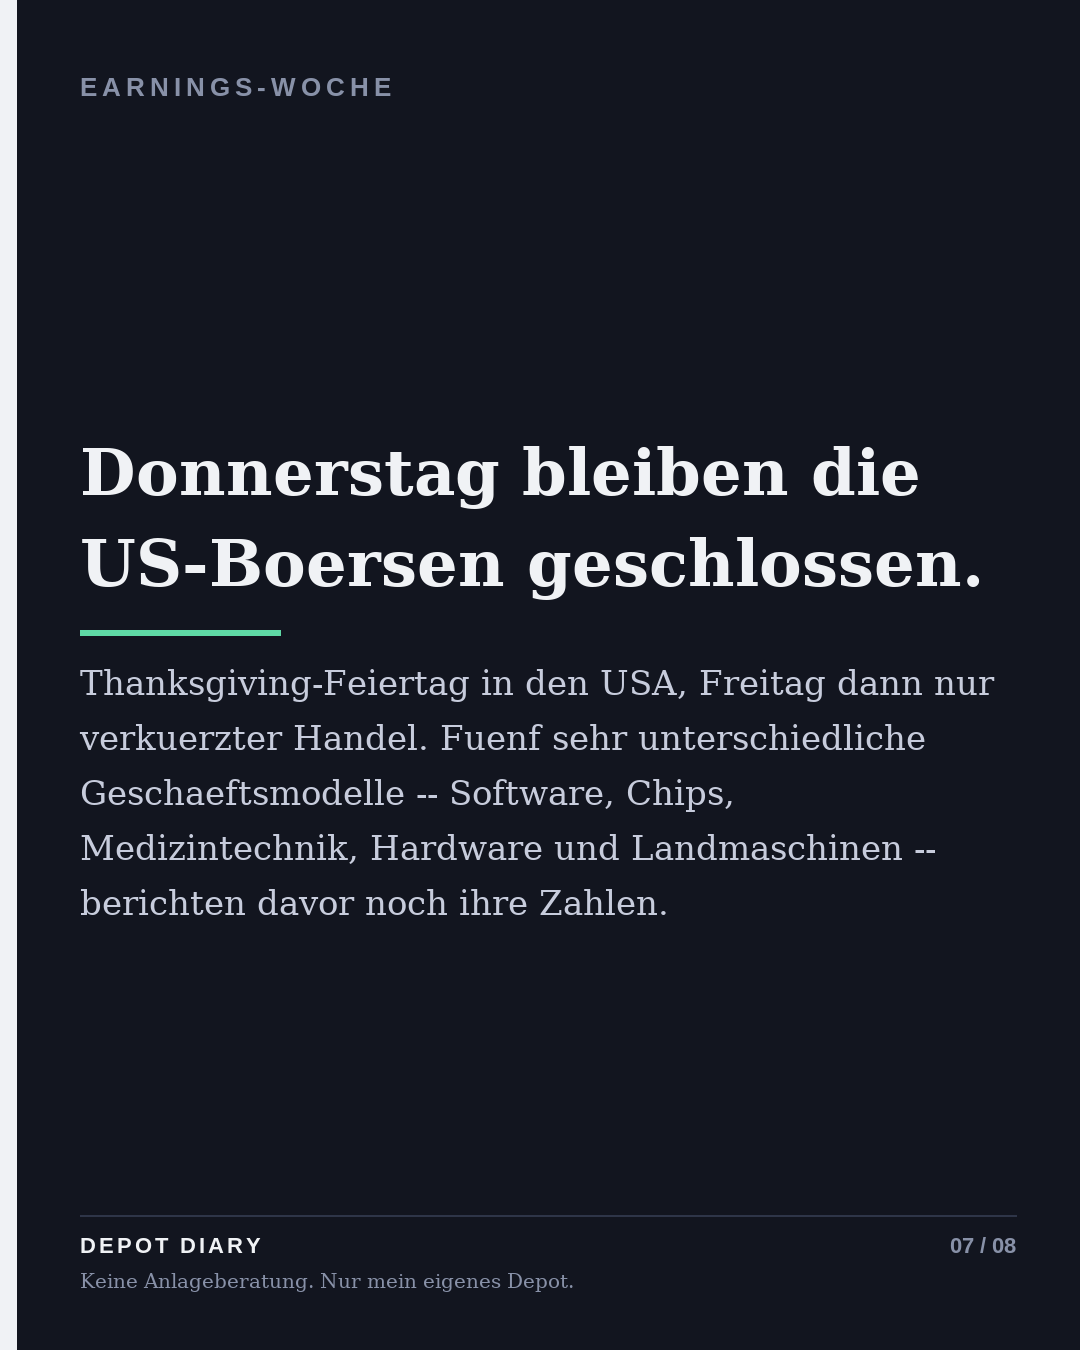 EARNINGS-WOCHE
Donnerstag bleiben die
US-Boersen geschlossen.
Thanksgiving-Feiertag in den USA, Freitag dann nur
verkuerzter Handel. Fuenf sehr unterschiedliche
Geschaeftsmodelle -- Software, Chips,
Medizintechnik, Hardware und Landmaschinen --
berichten davor noch ihre Zahlen.
DEPOT DIARY
07 / 08
Keine Anlageberatung. Nur mein eigenes Depot.